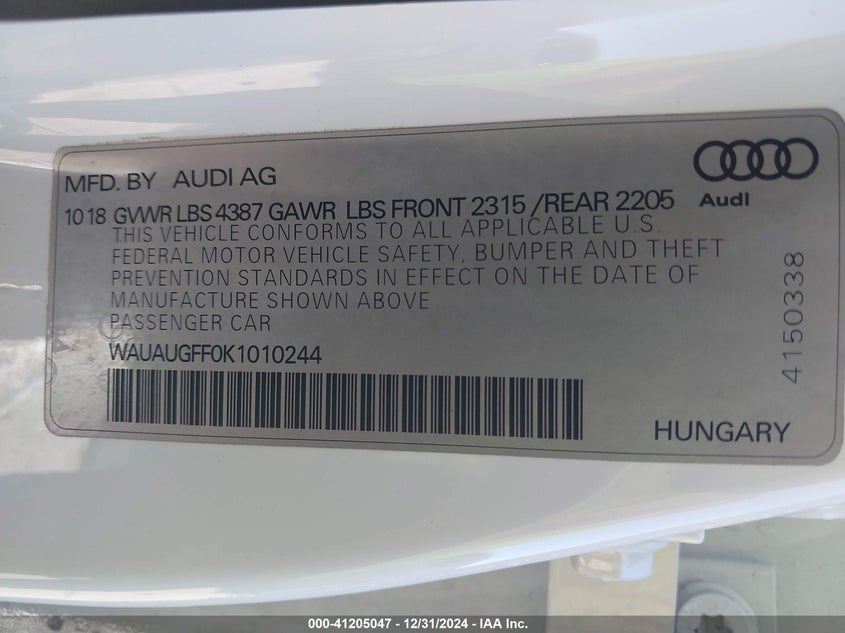 MFD. BY AUDI AG
Audi
10 18 GVWR LBS 4387 GAWR LBS FRONT 2315 /REAR 2205
THIS VEHICLE CONFORMS TO ALL APPLICABLE U.S.
FEDERAL MOTOR VEHICLE SAFETY, BUMPER AND THEFT
PREVENTION STANDARDS IN EFFECT ON THE DATE OF
MANUFACTURE SHOWN ABOVE
PASSENGER CAR
WAUAUGFF0K1010244
4150338
HUNGARY
000-41205047 - 12/31/2024 - IAA Inc.